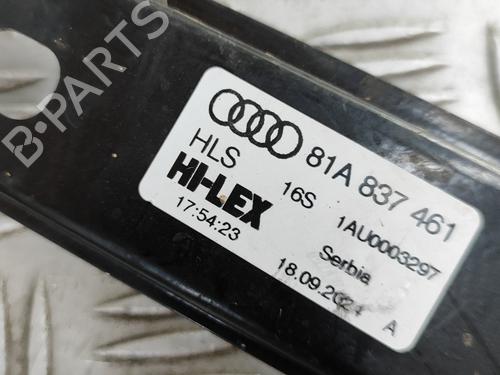 B-PARTS
81A 837 461
HLS
16S
1AU0003297
HI-LEX
Serbia
17:54:23
18.09.2024
A